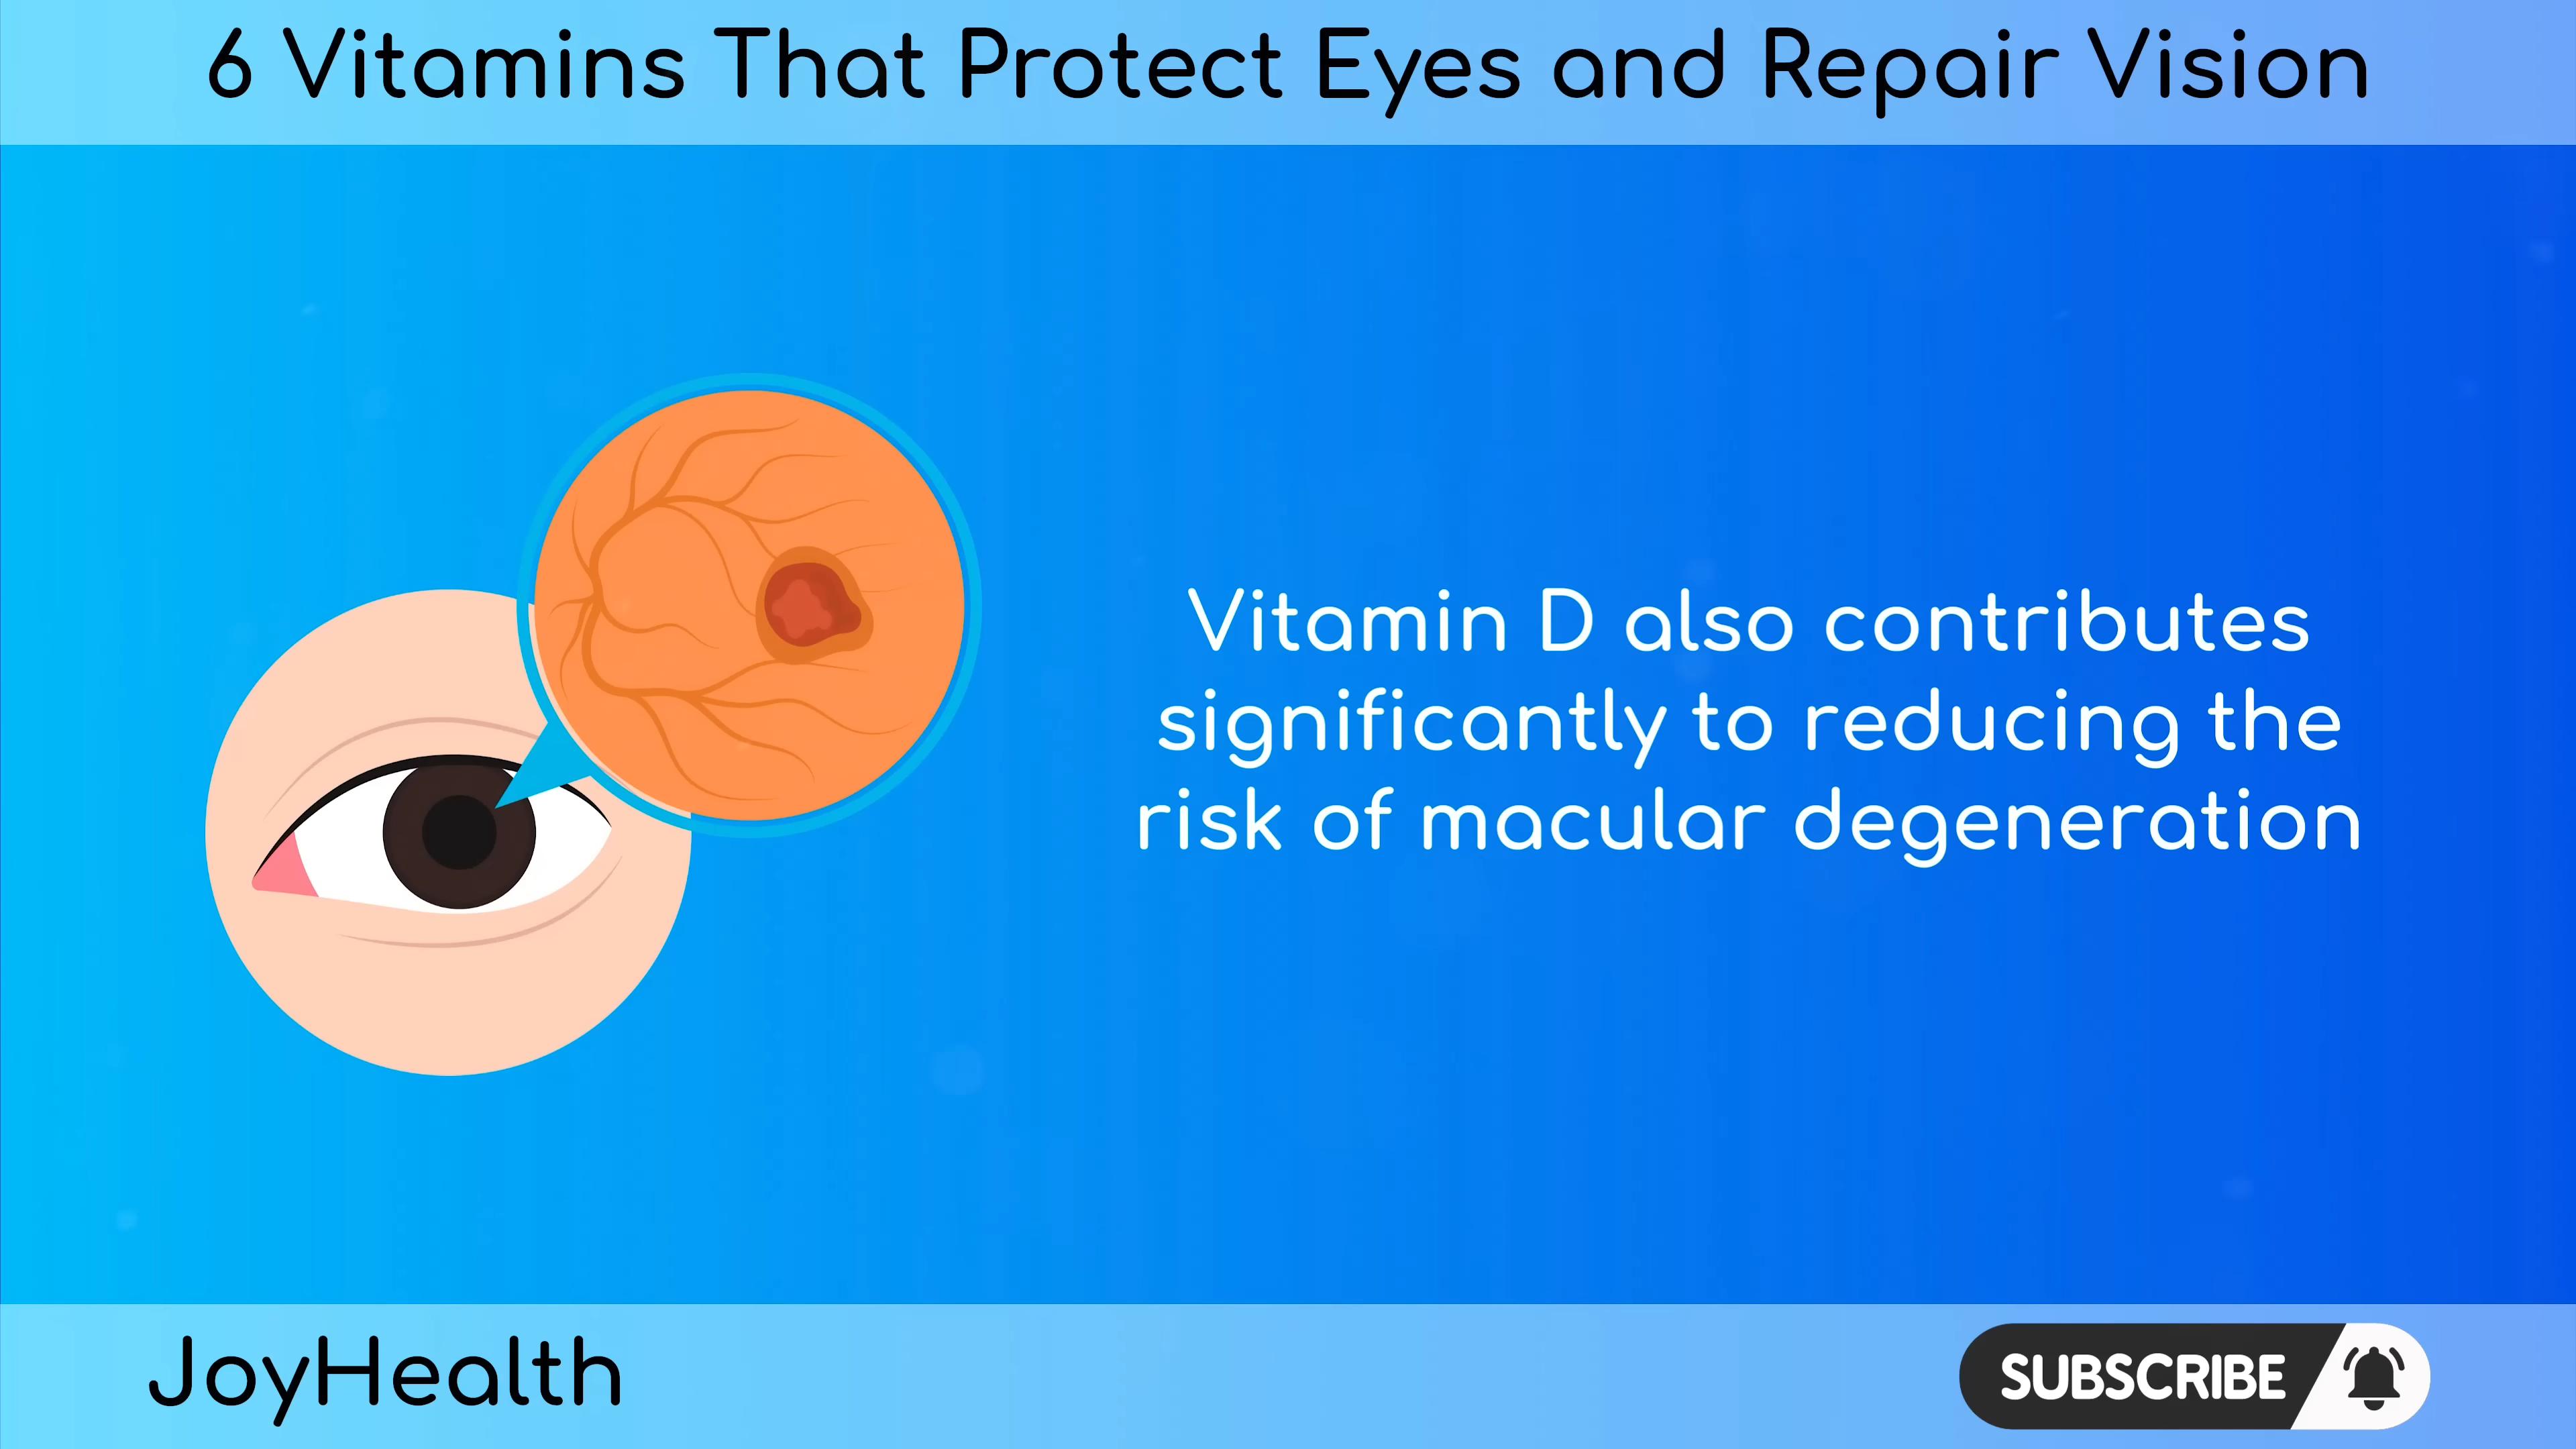 6 Vitamins That Protect Eyes and Repair Vision
Vitamin D also contributes
significantly to reducing the
risk of macular degeneration
JoyHealth
SUBSCRIBE